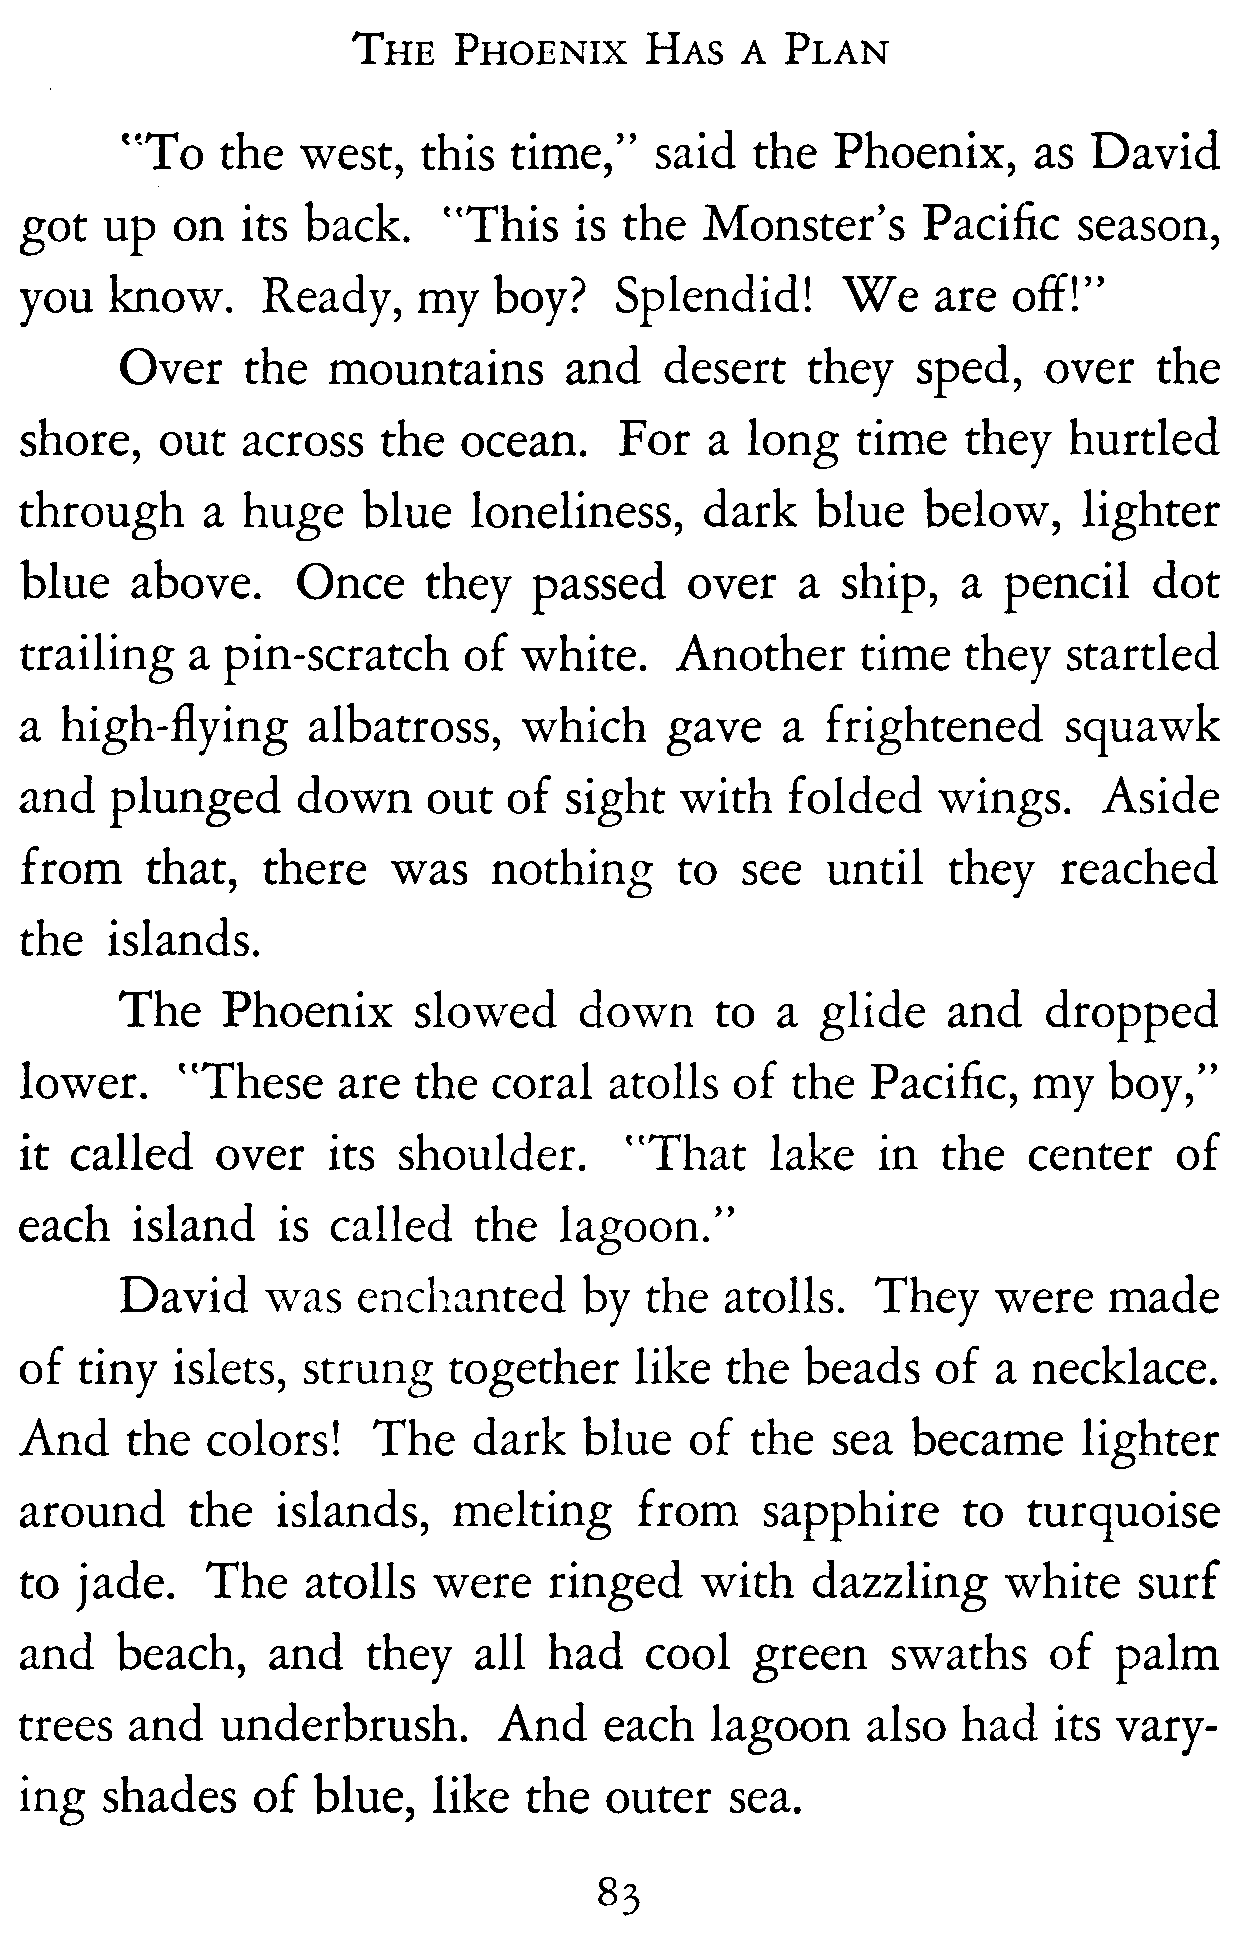 The Phoenix Has a Plan
"To the west, this time," said the Phoenix, as David
got up on its back. "This is the Monster's Pacific season,
you know. Ready, my boy? Splendid! We are off!"
Over the mountains and desert they sped, over the
shore, out across the ocean. For a long time they hurtled
through a huge blue loneliness, dark blue below, lighter
blue above. Once they passed over a ship, a pencil dot
trailing a pin-scratch of white. Another time they startled
a high-flying albatross, which gave a frightened squawk
and plunged down out of sight with folded wings. Aside
from that, there was nothing to see until they reached
the islands.
The Phoenix slowed down to a glide and dropped
lower. "These are the coral atolls of the Pacific, my boy,"
it called over its shoulder. "That lake in the center of
each island is called the lagoon."
David was enchanted by the atolls. They were made
of tiny islets, strung together like the beads of a necklace.
And the colors! The dark blue of the sea became lighter
around the islands, melting from sapphire to turquoise
to jade. The atolls were ringed with dazzling white surf
and beach, and they all had cool green swaths of palm
trees and underbrush. And each lagoon also had its vary-
ing shades of blue, like the outer sea.
83